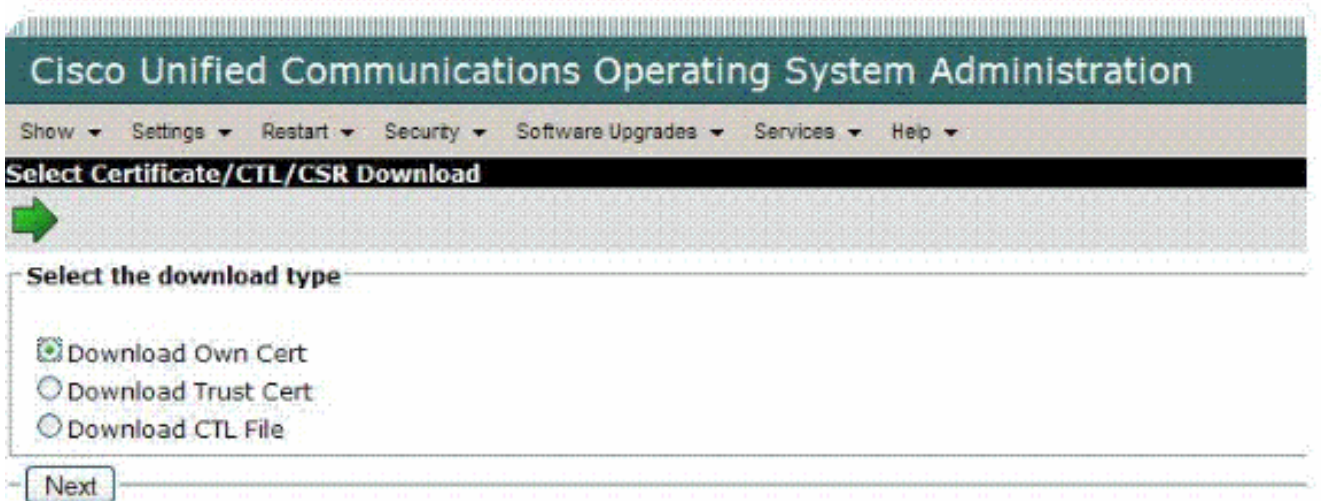 Cisco Unified Communications Operating System Administration
Show Settings Restart Security Software Upgrades Services Help
Select Certificate/CTL/CSR Download
Select the download type
Download Own Cert
Download Trust Cert
Download CTL File
Next